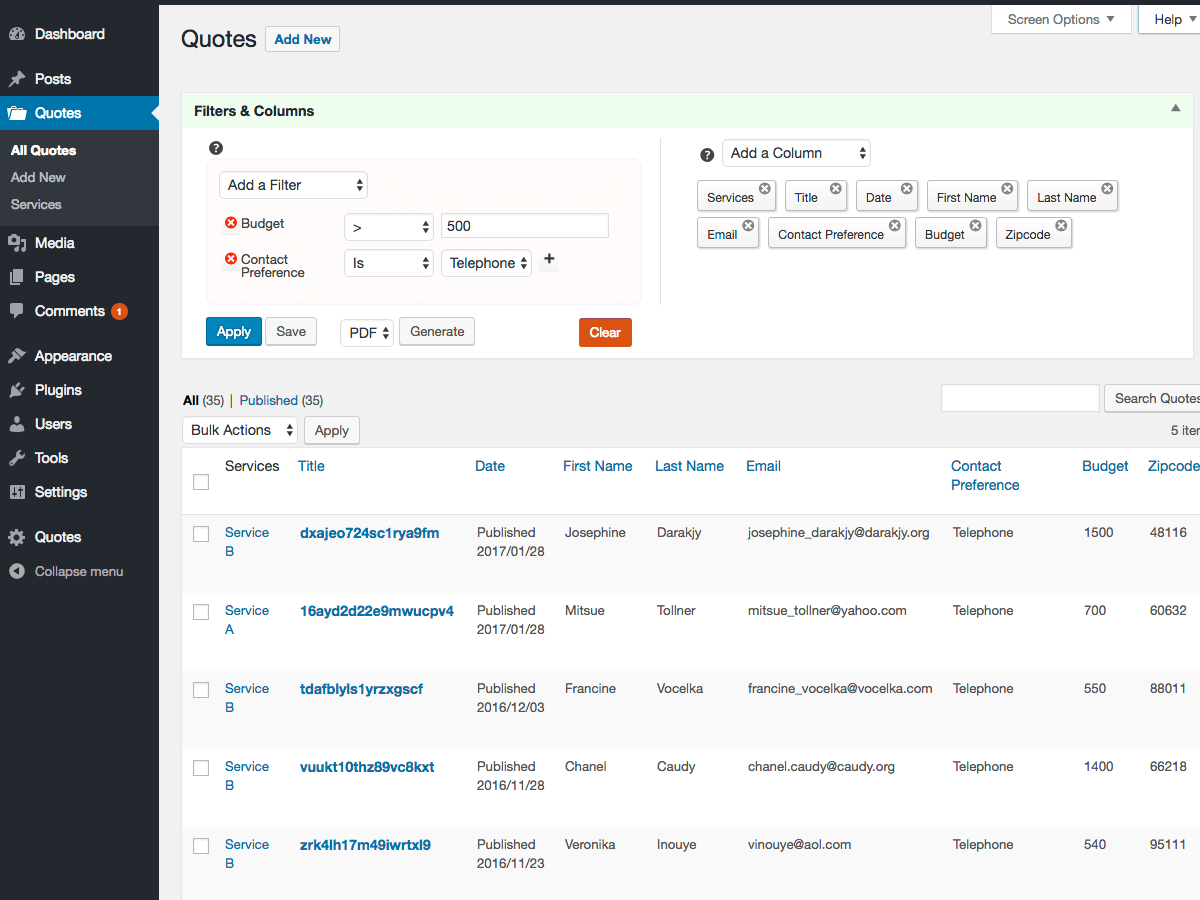 Dashboard
Posts
Quotes
All Quotes
Add New
Services
Media
Pages
Comments 1
Appearance
Plugins
Users
Tools
Settings
Quotes
Collapse menu
Screen Options ▼
Help ▼
Quotes Add New
Filters & Columns
?
Add a Filter
Budget > 500
Contact
Preference Is Telephone +
Apply Save PDF Generate Clear
? Add a Column
Services Title Date First Name Last Name
Email Contact Preference Budget Zipcode
All (35) | Published (35)
Search Quotes
Bulk Actions Apply
5
Services Title Date First Name Last Name Email Contact Budget Zipcode
Preference
Service dxajeo724sc1rya9fm Published Josephine Darakjy josephine_darakjy@darakjy.org Telephone 1500 48116
B 2017/01/28
Service 16ayd2d22e9mwucpv4 Published Mitsue Tollner mitsue_tollner@yahoo.com Telephone 700 60632
A 2017/01/28
Service tdafblyls1yrzxgscf Published Francine Vocelka francine_vocelka@vocelka.com Telephone 550 88011
B 2016/12/03
Service vuukt10thz89vc8kxt Published Chanel Caudy chanel.caudy@caudy.org Telephone 1400 66218
B 2016/11/28
Service zrk4lh17m49iwrtxl9 Published Veronika Inouye vinouye@aol.com Telephone 540 95111
B 2016/11/23